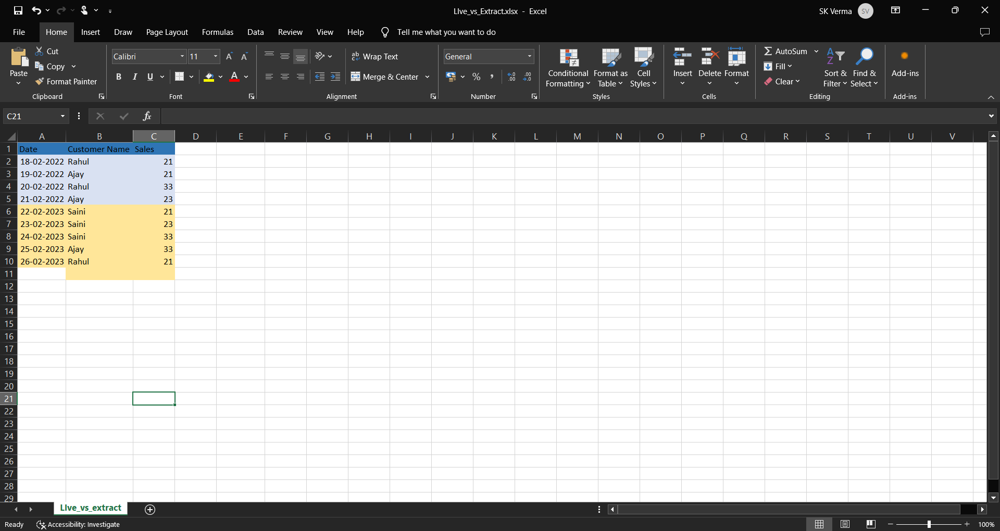 LIve_vs_Extract.xlsx - Excel
SK Verma SV
File Home Insert Draw Page Layout Formulas Data Review View Help Tell me what you want to do
Paste
Cut
Copy
Format Painter
Clipboard
Calibri 11 A A
B I U A
Font
ab Wrap Text
Merge & Center
Alignment
General
% ,
Number
Conditional Formatting
Format as Table
Cell Styles
Styles
Insert Delete Format
Cells
AutoSum
Fill
Clear
Sort & Filter
Find & Select
Editing
Add-ins
Add-ins
C21 fx
A B C D E F G H I J K L M N O P Q R S T U V
1 Date Customer Name Sales
2 18-02-2022 Rahul 21
3 19-02-2022 Ajay 21
4 20-02-2022 Rahul 33
5 21-02-2022 Ajay 23
6 22-02-2023 Saini 21
7 23-02-2023 Saini 23
8 24-02-2023 Saini 33
9 25-02-2023 Ajay 33
10 26-02-2023 Rahul 21
11
12
13
14
15
16
17
18
19
20
21
22
23
24
25
26
27
28
29
LIve_vs_extract
Ready Accessibility: Investigate 100%